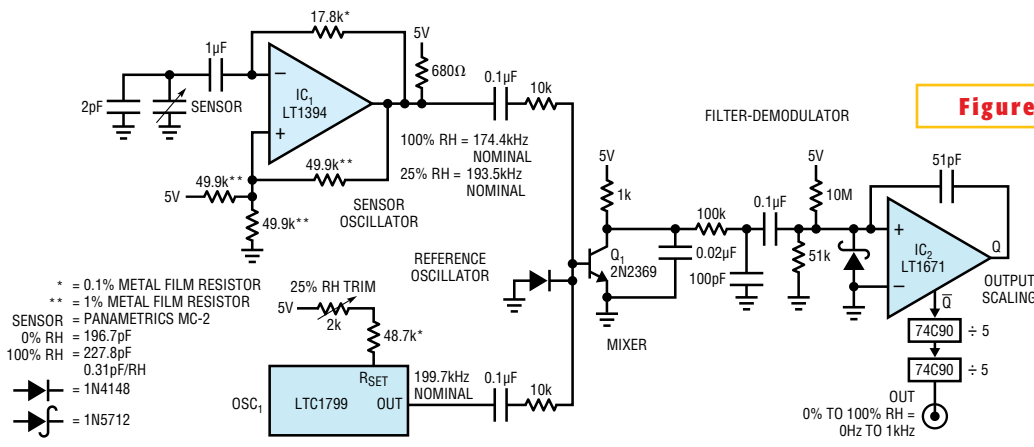 17.8k*
5V
1µF
680Ω
0.1µF
10k
−
IC1
LT1394
+
2pF
SENSOR
Figure
FILTER-DEMODULATOR
100% RH = 174.4kHz
NOMINAL
25% RH = 193.5kHz
NOMINAL
49.9k**
49.9k**
5V
49.9k**
SENSOR
OSCILLATOR
5V
1k
5V
10M
51pF
0.1µF
100k
+
IC2
LT1671
Q
−
Q̅
OUTPUT
SCALING
Q1
2N2369
0.02µF
100pF
51k
REFERENCE
OSCILLATOR
MIXER
* = 0.1% METAL FILM RESISTOR
** = 1% METAL FILM RESISTOR
SENSOR = PANAMETRICS MC-2
0% RH = 196.7pF
100% RH = 227.8pF
0.31pF/RH
= 1N4148
= 1N5712
25% RH TRIM
5V
2k
48.7k*
RSET
OSC1
LTC1799
OUT
199.7kHz
NOMINAL
0.1µF
10k
74C90
÷ 5
74C90
÷ 5
OUT
0% TO 100% RH =
0Hz TO 1kHz